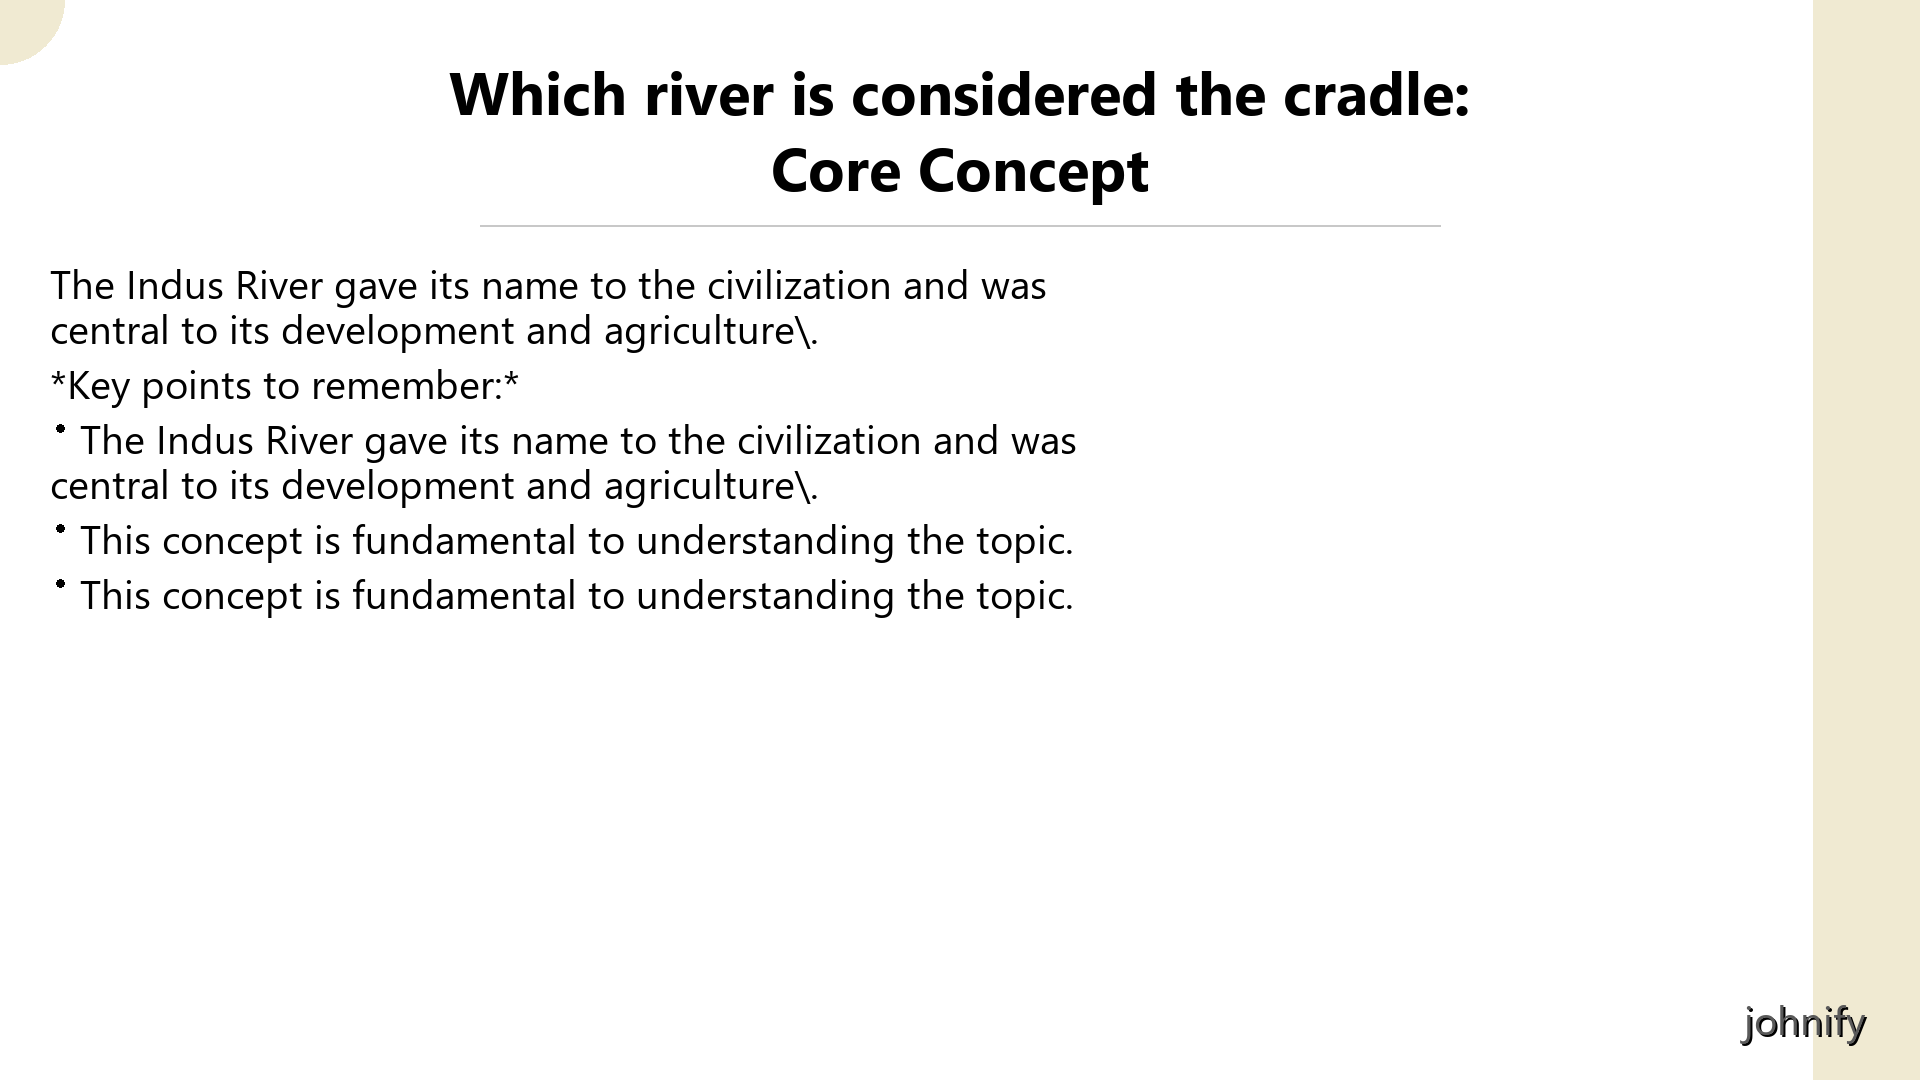 Which river is considered the cradle:
Core Concept
The Indus River gave its name to the civilization and was
central to its development and agriculture\.
*Key points to remember:*
• The Indus River gave its name to the civilization and was
central to its development and agriculture\.
• This concept is fundamental to understanding the topic.
• This concept is fundamental to understanding the topic.
johnify